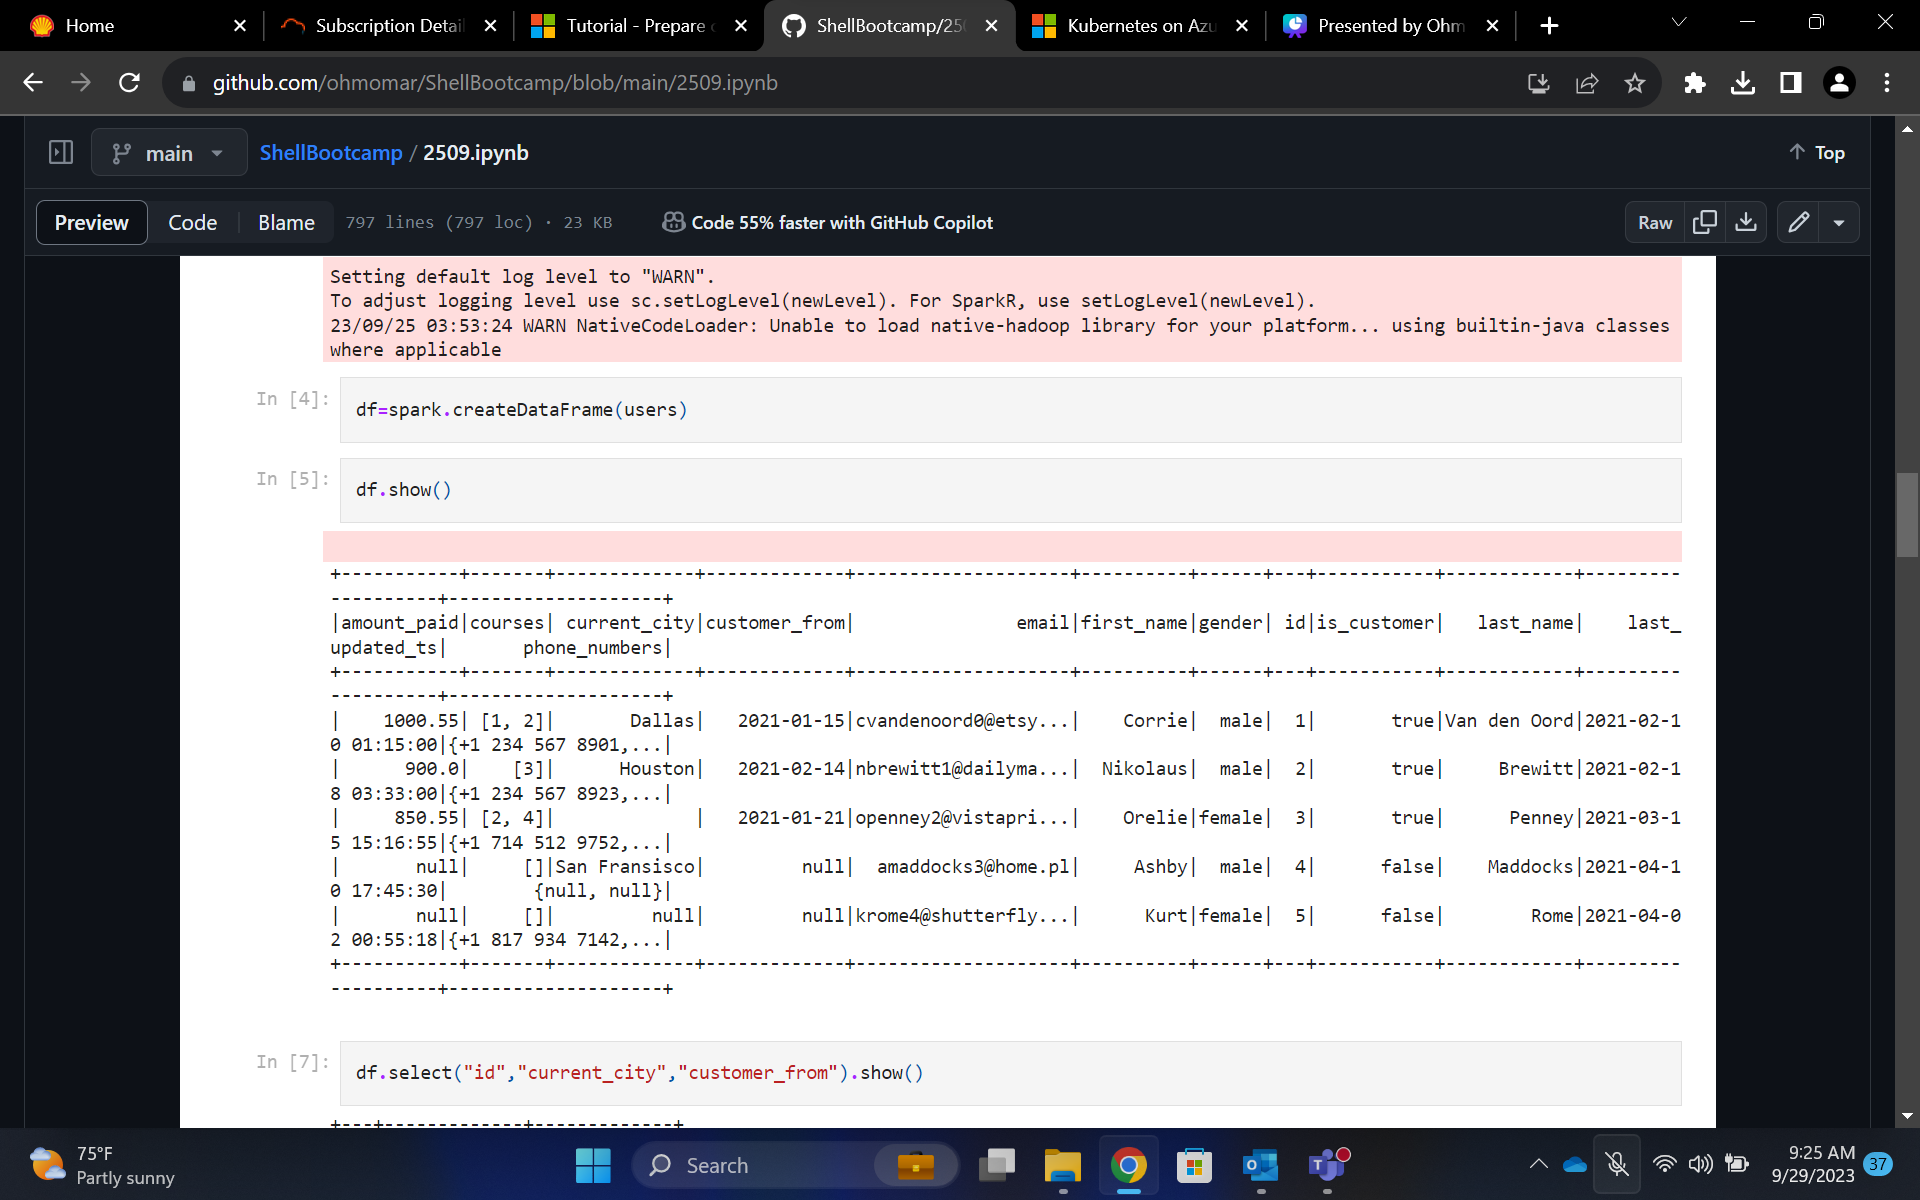 Home
Subscription Detail
Tutorial - Prepare
ShellBootcamp/25
Kubernetes on Azu
Presented by Ohm
github.com/ohmomar/ShellBootcamp/blob/main/2509.ipynb
main
ShellBootcamp / 2509.ipynb
Top
Preview
Code
Blame
797 lines (797 loc) · 23 KB
Code 55% faster with GitHub Copilot
Raw
Setting default log level to "WARN".
To adjust logging level use sc.setLogLevel(newLevel). For SparkR, use setLogLevel(newLevel).
23/09/25 03:53:24 WARN NativeCodeLoader: Unable to load native-hadoop library for your platform... using builtin-java classes
where applicable
In [4]:
df=spark.createDataFrame(users)
In [5]:
df.show()
+-----------+-------+-------------+-------------+--------------------+----------+------+---+-----------+------------+---------
----------+--------------------+
|amount_paid|courses| current_city|customer_from|               email|first_name|gender| id|is_customer|   last_name|    last_
updated_ts|       phone_numbers|
+-----------+-------+-------------+-------------+--------------------+----------+------+---+-----------+------------+---------
----------+--------------------+
|    1000.55| [1, 2]|       Dallas|   2021-01-15|cvandenoord0@etsy...|    Corrie|  male|  1|       true|Van den Oord|2021-02-1
0 01:15:00|{+1 234 567 8901,...|
|      900.0|    [3]|      Houston|   2021-02-14|nbrewitt1@dailyma...|  Nikolaus|  male|  2|       true|     Brewitt|2021-02-1
8 03:33:00|{+1 234 567 8923,...|
|     850.55| [2, 4]|             |   2021-01-21|openney2@vistapri...|    Orelie|female|  3|       true|      Penney|2021-03-1
5 15:16:55|{+1 714 512 9752,...|
|       null|     []|San Fransisco|         null|  amaddocks3@home.pl|     Ashby|  male|  4|      false|    Maddocks|2021-04-1
0 17:45:30|        {null, null}|
|       null|     []|         null|         null|krome4@shutterfly...|      Kurt|female|  5|      false|        Rome|2021-04-0
2 00:55:18|{+1 817 934 7142,...|
+-----------+-------+-------------+-------------+--------------------+----------+------+---+-----------+------------+---------
----------+--------------------+
In [7]:
df.select("id","current_city","customer_from").show()
+---+-------------+-------------+
75°F
Partly sunny
Search
9:25 AM
9/29/2023
37